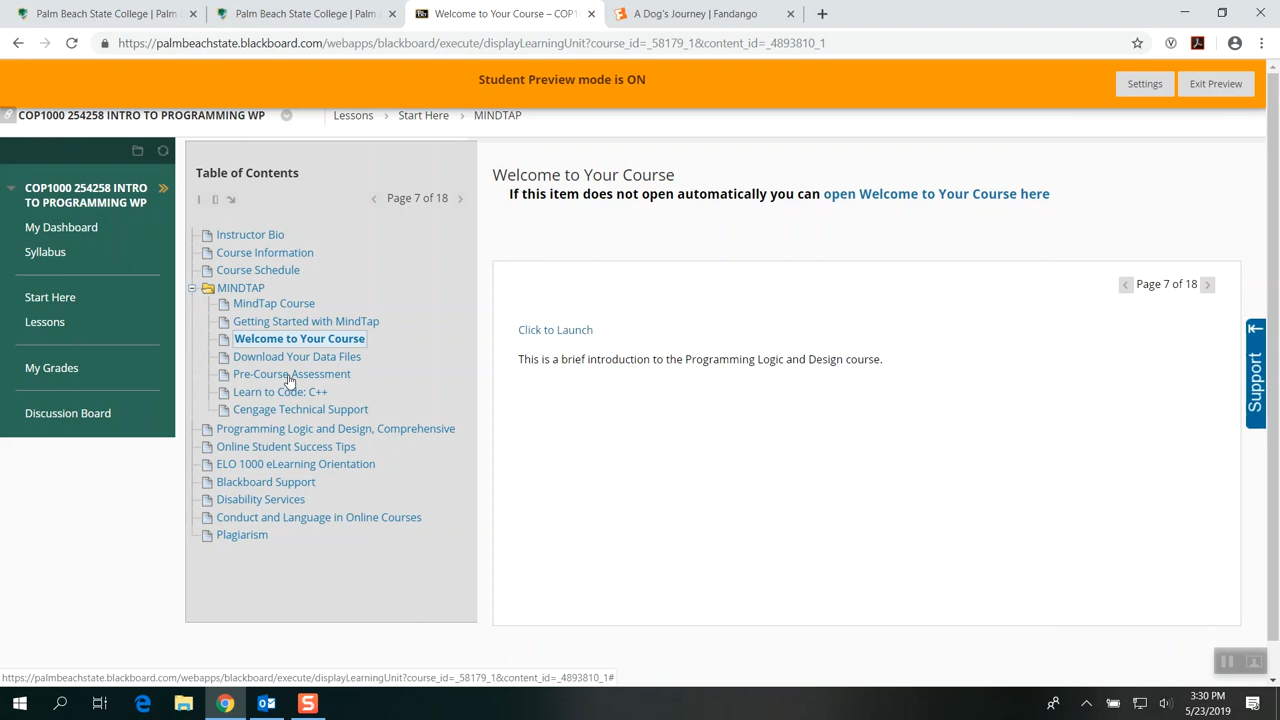 Palm Beach State College | Palm
Palm Beach State College | Palm
Welcome to Your Course – COP1
A Dog's Journey | Fandango
https://palmbeachstate.blackboard.com/webapps/blackboard/execute/displayLearningUnit?course_id=_58179_1&content_id=_4893810_1
Student Preview mode is ON
Settings
Exit Preview
COP1000 254258 INTRO TO PROGRAMMING WP
Lessons
Start Here
MINDTAP
COP1000 254258 INTRO
TO PROGRAMMING WP
My Dashboard
Syllabus
Start Here
Lessons
My Grades
Discussion Board
Table of Contents
Page 7 of 18
Instructor Bio
Course Information
Course Schedule
MINDTAP
MindTap Course
Getting Started with MindTap
Welcome to Your Course
Download Your Data Files
Pre-Course Assessment
Learn to Code: C++
Cengage Technical Support
Programming Logic and Design, Comprehensive
Online Student Success Tips
ELO 1000 eLearning Orientation
Blackboard Support
Disability Services
Conduct and Language in Online Courses
Plagiarism
Welcome to Your Course
If this item does not open automatically you can open Welcome to Your Course here
Page 7 of 18
Click to Launch
This is a brief introduction to the Programming Logic and Design course.
Support
https://palmbeachstate.blackboard.com/webapps/blackboard/execute/displayLearningUnit?course_id=_58179_1&content_id=_4893810_1#
3:30 PM
5/23/2019